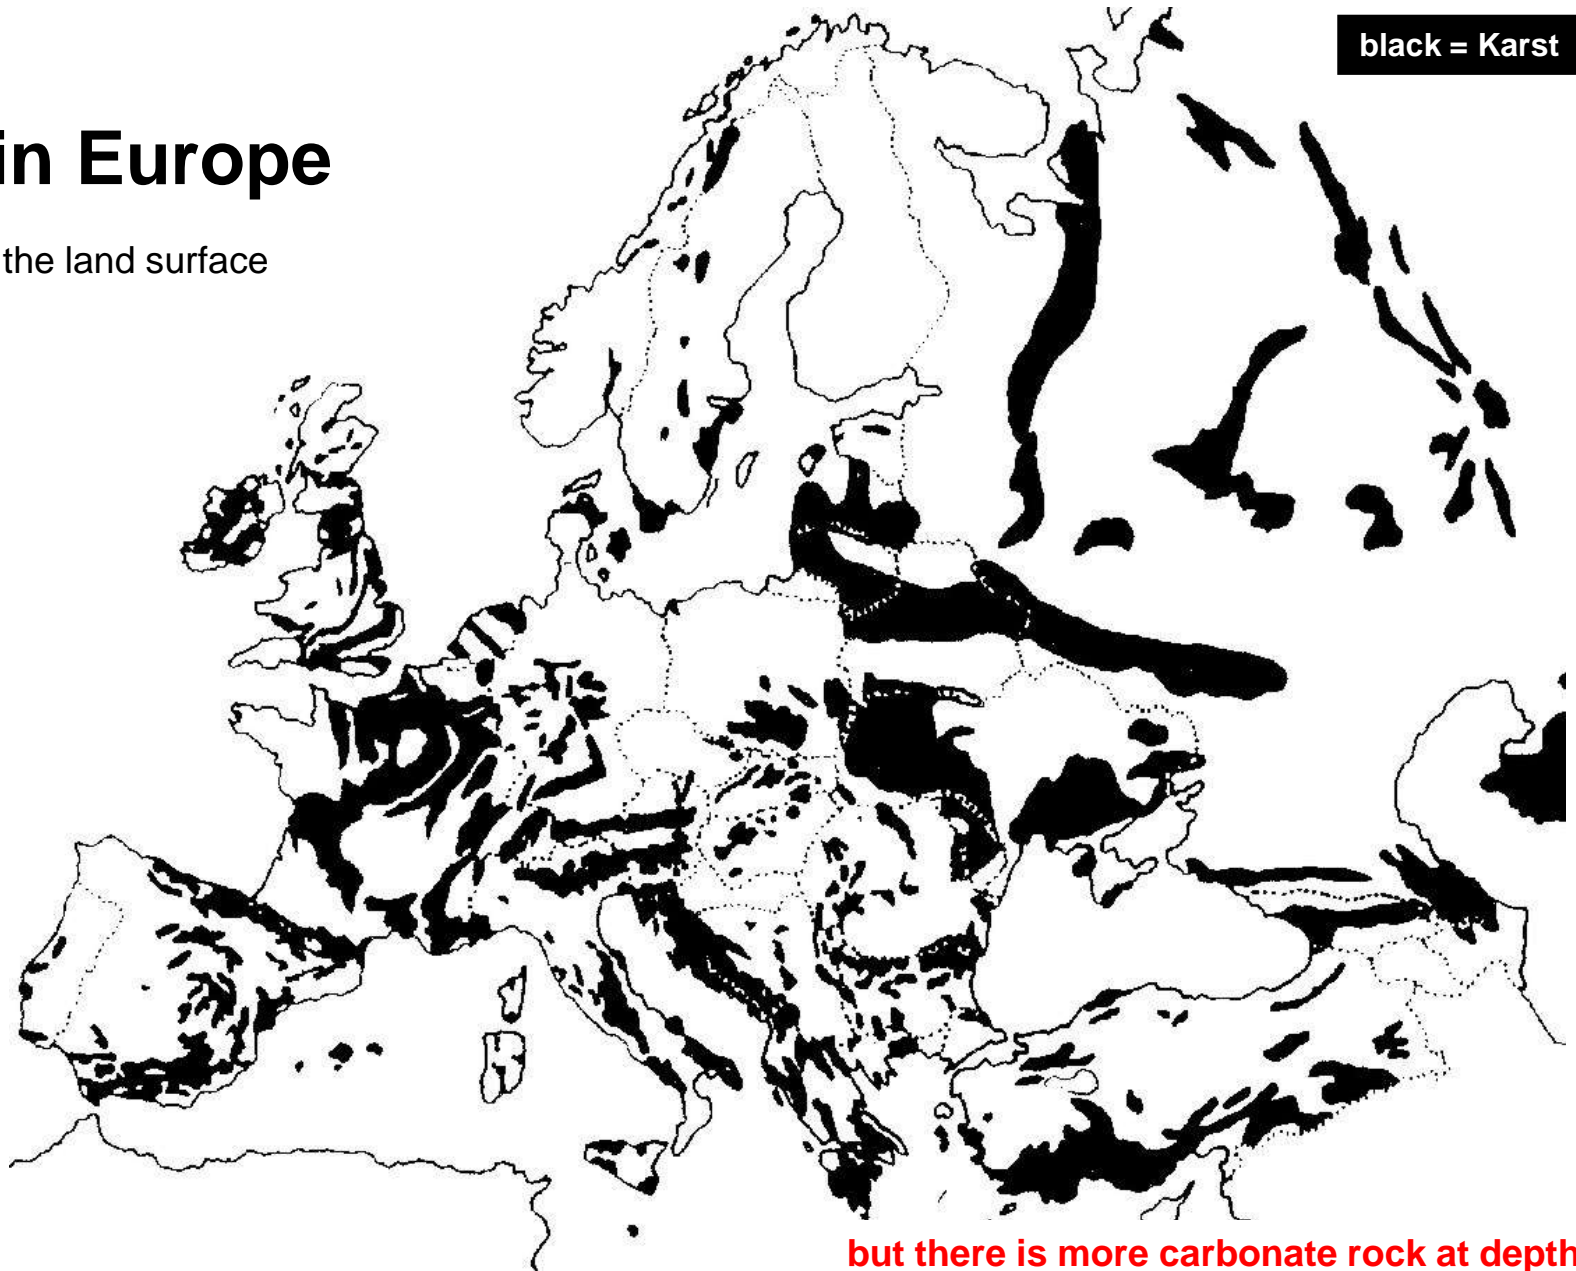 black = Karst
in Europe
the land surface
but there is more carbonate rock at depth